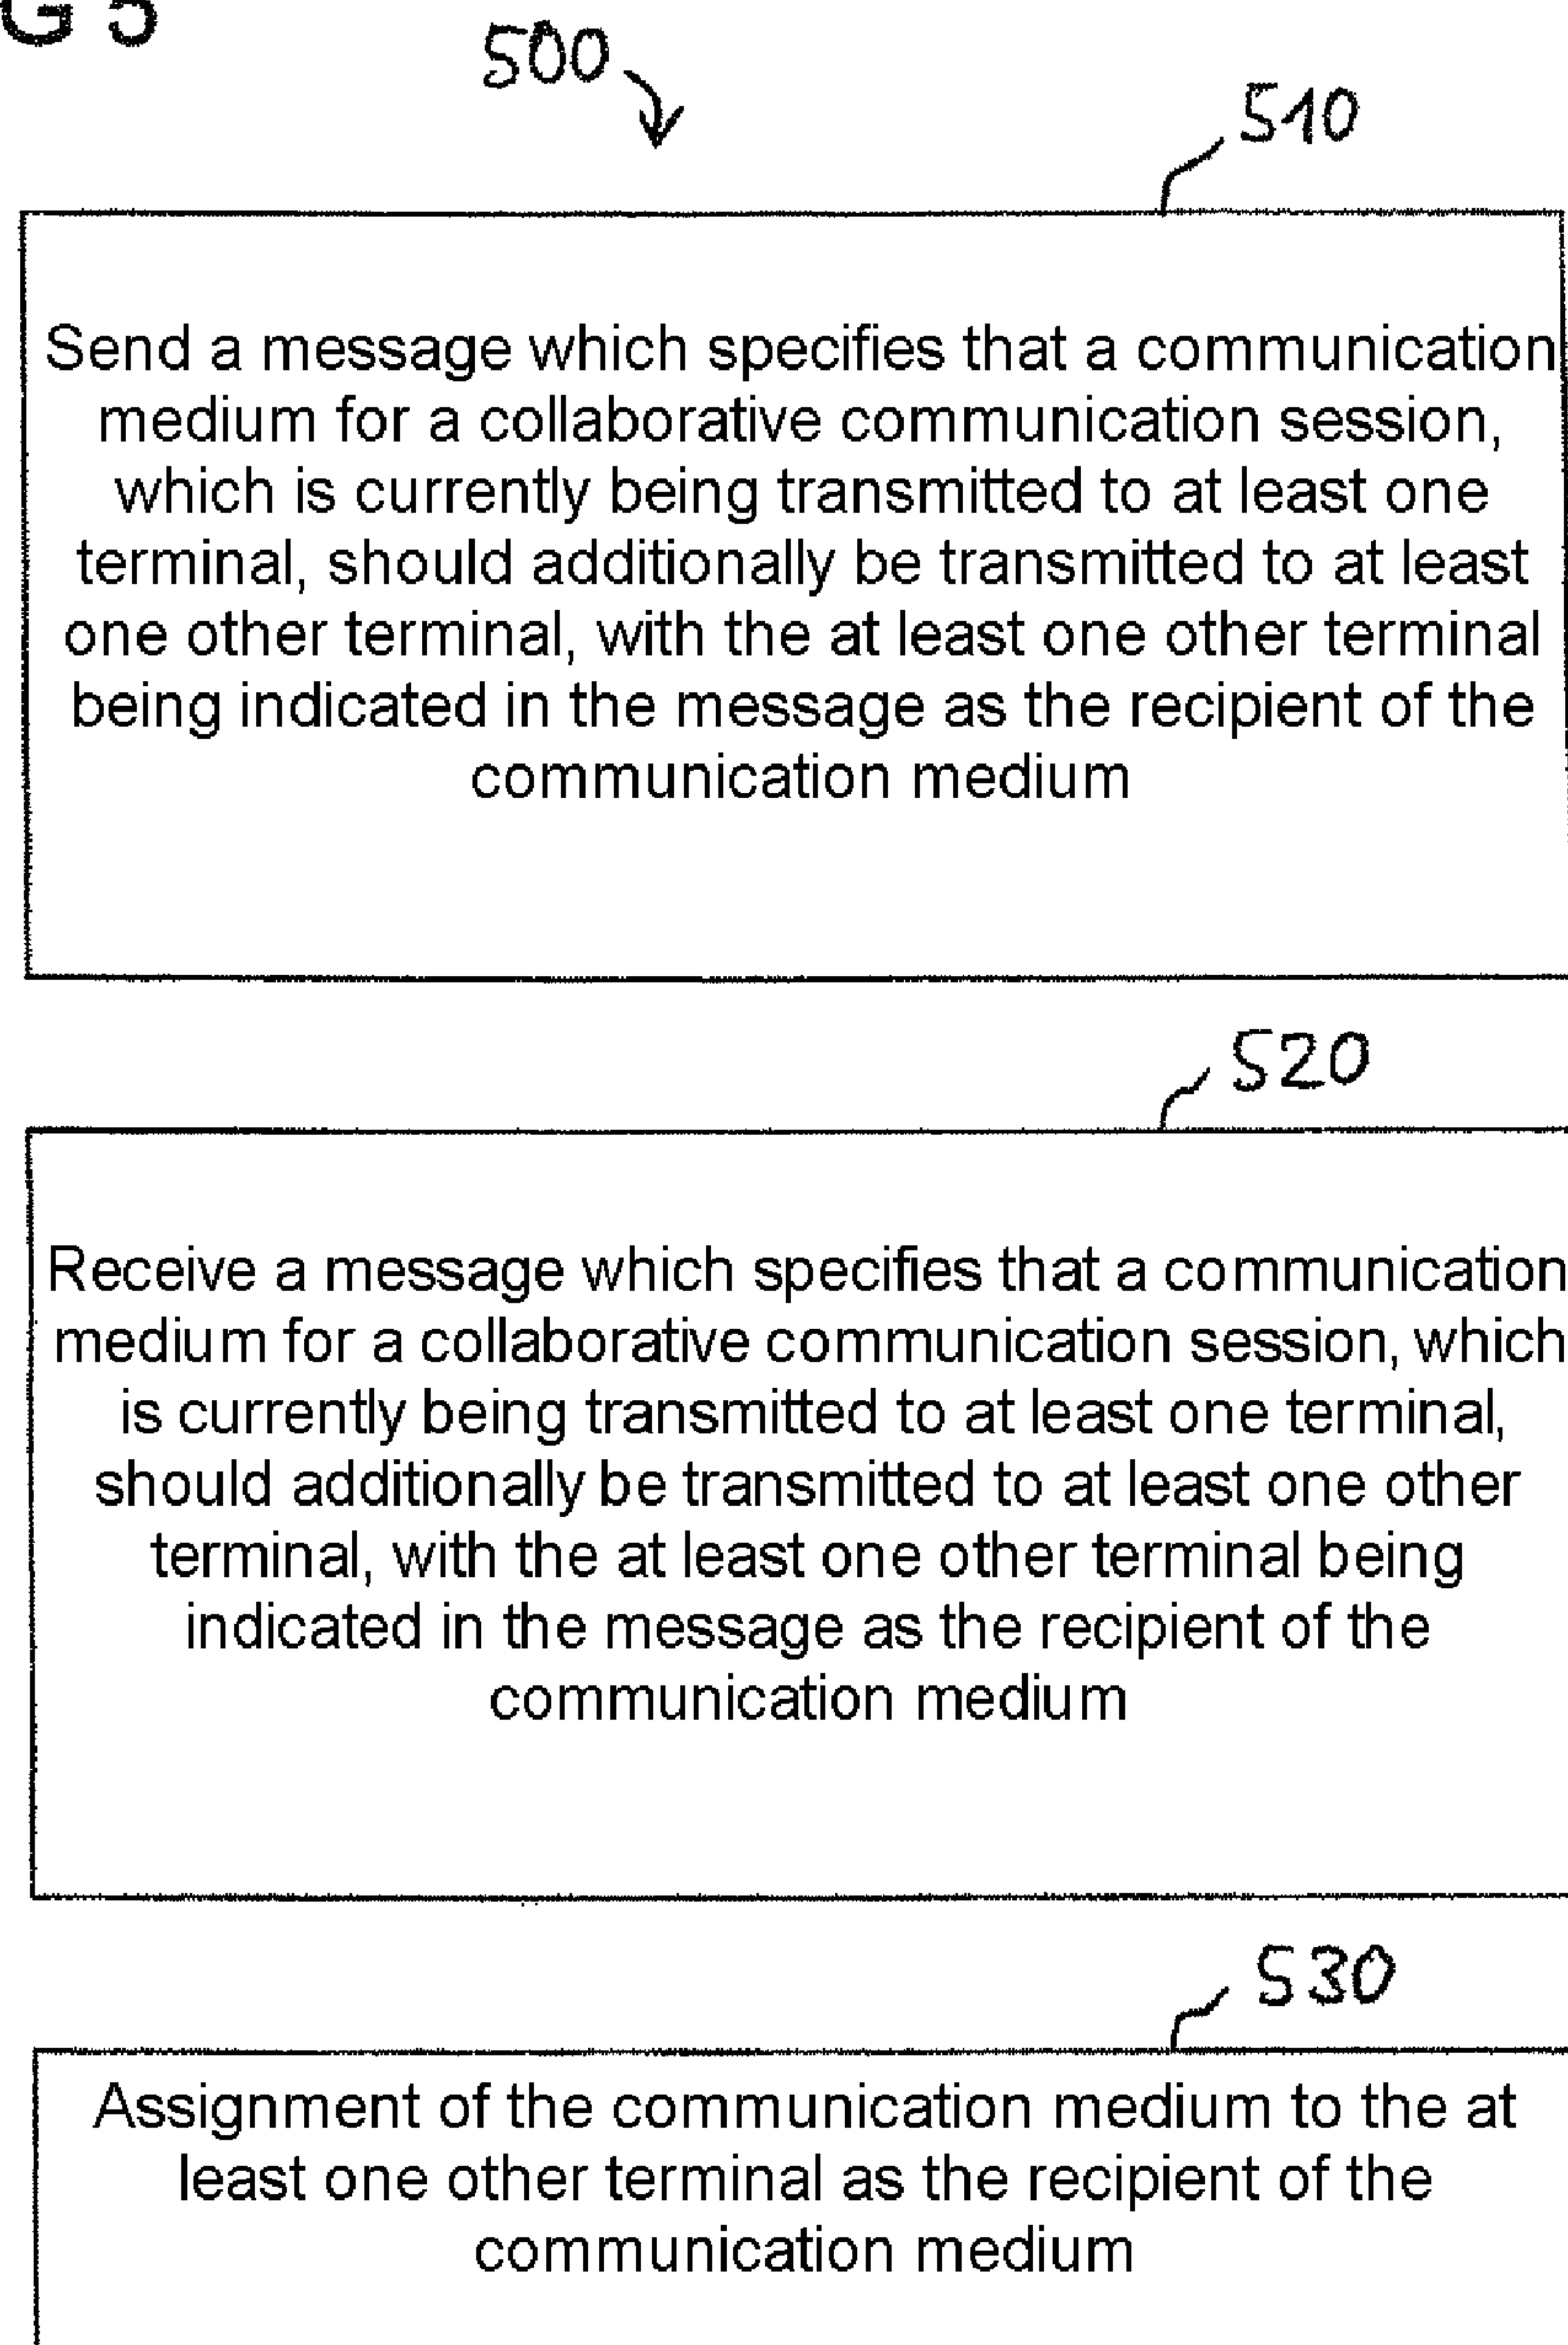 G 5
500
510
Send a message which specifies that a communication
medium for a collaborative communication session,
which is currently being transmitted to at least one
terminal, should additionally be transmitted to at least
one other terminal, with the at least one other terminal
being indicated in the message as the recipient of the
communication medium
520
Receive a message which specifies that a communication
medium for a collaborative communication session, which
is currently being transmitted to at least one terminal,
should additionally be transmitted to at least one other
terminal, with the at least one other terminal being
indicated in the message as the recipient of the
communication medium
530
Assignment of the communication medium to the at
least one other terminal as the recipient of the
communication medium